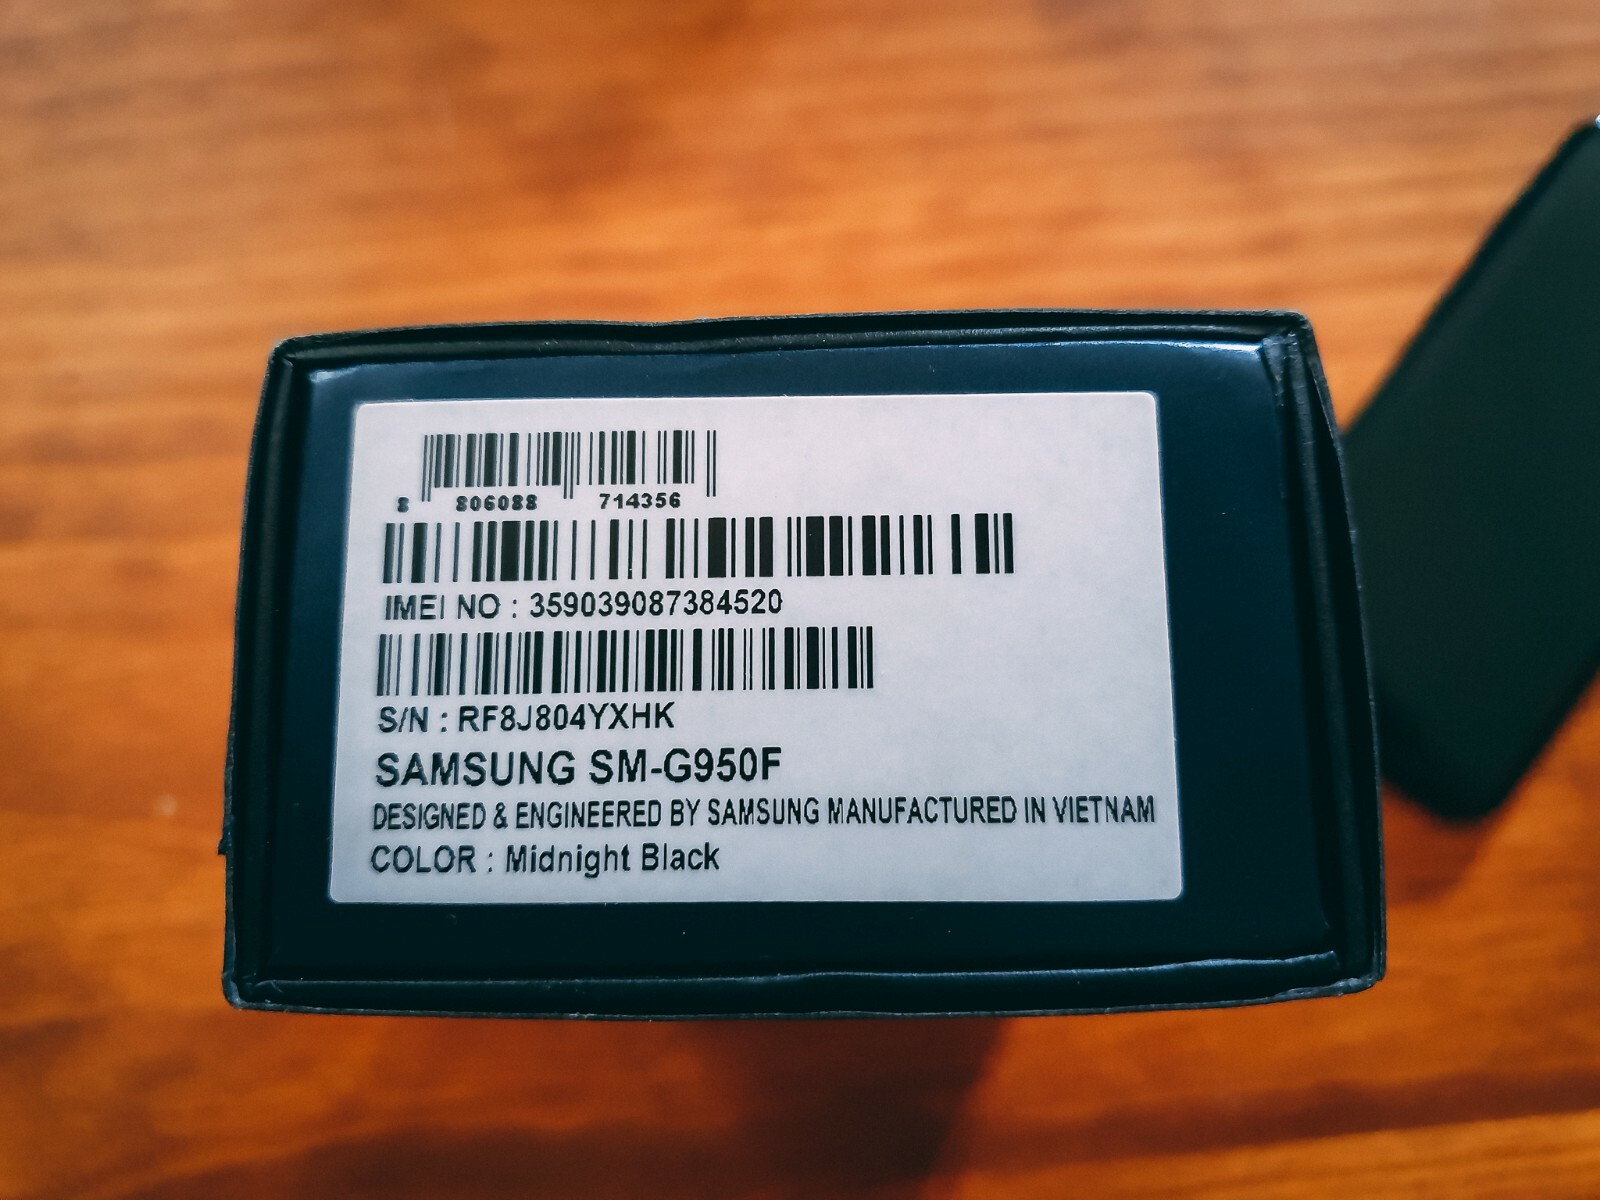 8 806088 714356
IMEI NO : 359039087384520
S/N : RF8J804YXHK
SAMSUNG SM-G950F
DESIGNED & ENGINEERED BY SAMSUNG MANUFACTURED IN VIETNAM
COLOR : Midnight Black